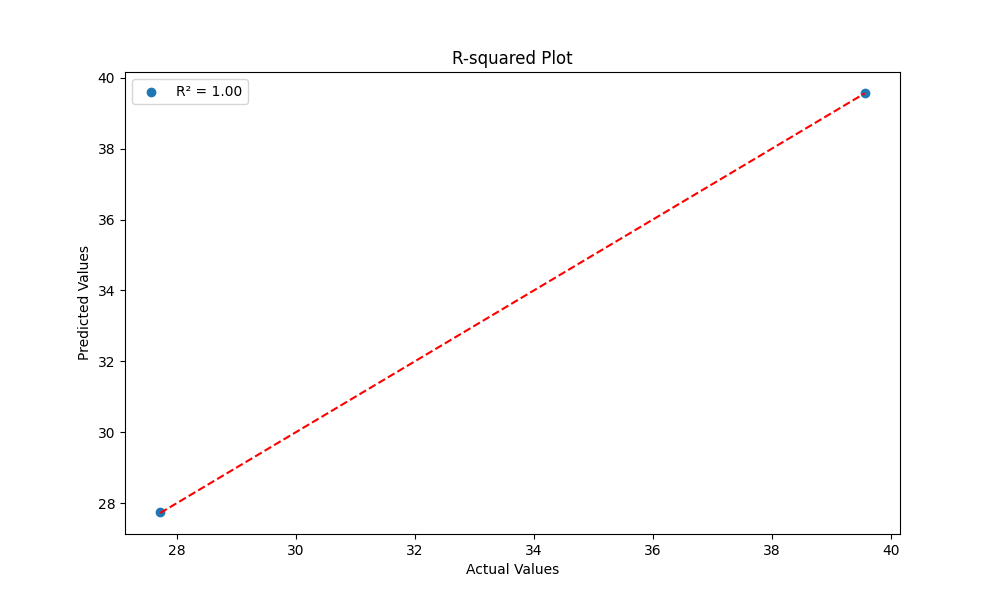 R-squared Plot
R² = 1.00
Predicted Values
40
38
36
34
32
30
28
28 30 32 34 36 38 40
Actual Values